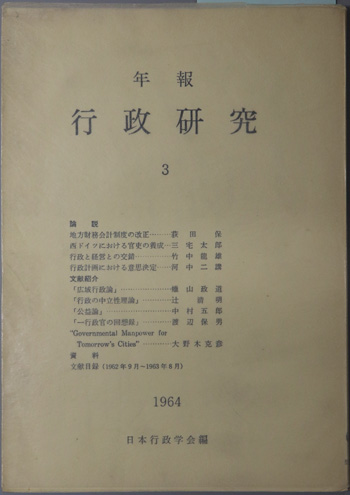 年報
行政研究
3
論説
地方財務会計制度の改正……荻田保
西ドイツにおける官吏の養成…三宅太郎
行政と経営との交錯……竹中龍雄
行政計画における意思決定……河中二講
文献紹介
「広域行政論」…………蠟山政道
「行政の中立性理論」…………辻清明
「公益論」…………中村五郎
「一行政官の回想録」…………渡辺保男
“Governmental Manpower for
Tomorrow's Cities”…………大野木克彦
資料
文献目録(1962年9月〜1963年8月)
1964
日本行政学会編